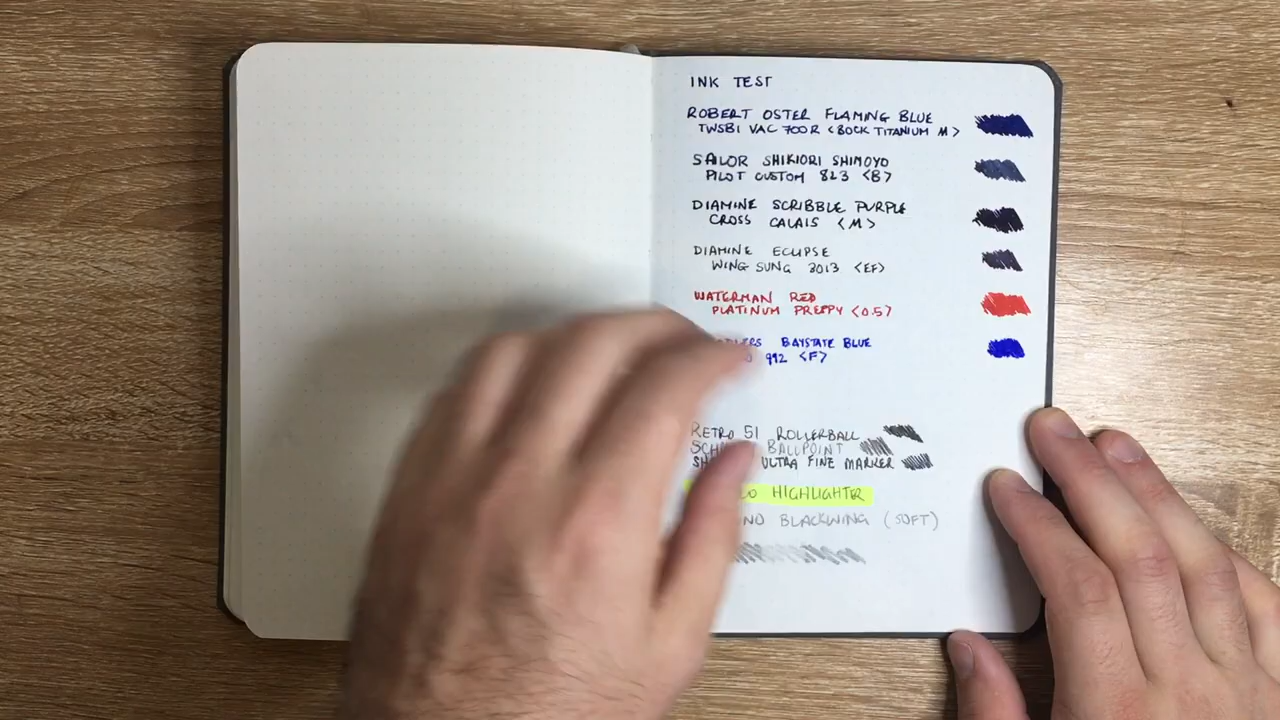 INK TEST
ROBERT OSTER FLAMING BLUE
TWSBI VAC 700R <BOCK TITANIUM M>
SAILOR SHIKIORI SHIMOYO
PILOT CUSTOM 823 <B>
DIAMINE SCRIBBLE PURPLE
CROSS CALAIS <M>
DIAMINE ECLIPSE
WING SUNG 3013 <EF>
WATERMAN RED
PLATINUM PREPPY <0.5>
BAYSTATE BLUE
992 <F>
RETRO 51 ROLLERBALL
BALLPOINT
ULTRA FINE MARKER
HIGHLIGHTER
BLACKWING (SOFT)